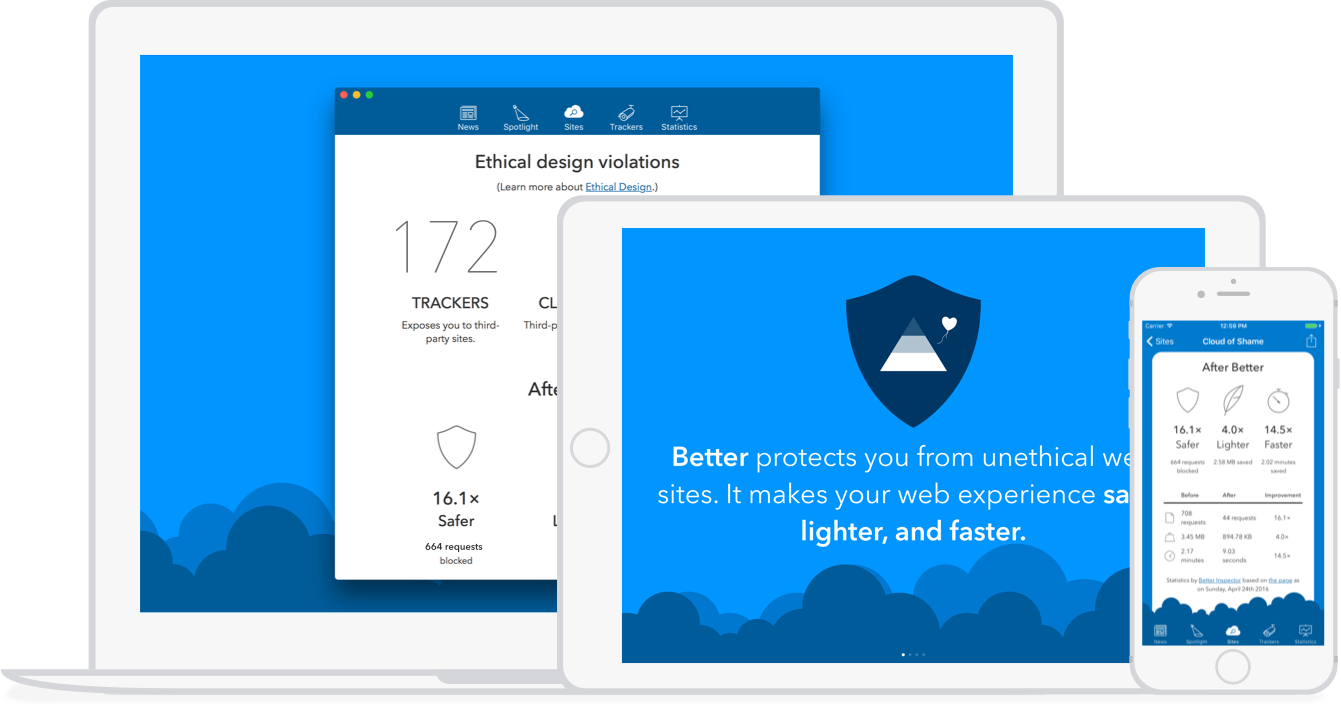 News
Spotlight
Sites
Trackers
Statistics
Ethical design violations
(Learn more about Ethical Design.)
172
TRACKERS
CL
Exposes you to third-
party sites.
Third-p
Afte
16.1×
Safer
L
664 requests
blocked
Better protects you from unethical we
sites. It makes your web experience sa
lighter, and faster.
Carrier
12:59 PM
Sites
Cloud of Shame
After Better
16.1× 4.0× 14.5×
Safer Lighter Faster
664 requests
blocked
2.58 MB saved
2.02 minutes
saved
Before After Improvement
708
requests
44 requests
16.1×
3.45 MB 894.78 KB 4.0×
2.17
minutes
9.03
seconds
14.5×
Statistics by Better Inspector based on the page as
on Sunday, April 24th 2016
News
Spotlight
Sites
Trackers
Statistics